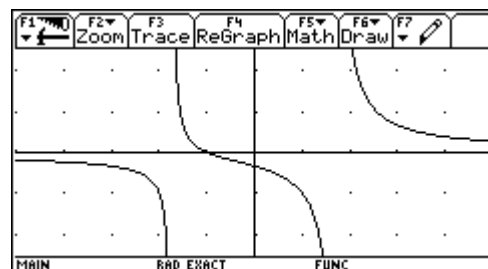 F1 F2 F3 F4 F5 F6 F7
Zoom Trace ReGraph Math Draw
MAIN RAD EXACT FUNC